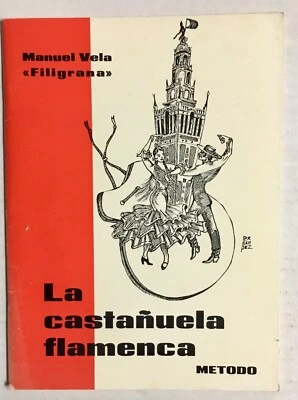 Manuel Vela
«Filigrana»
La
castañuela
flamenca
METODO